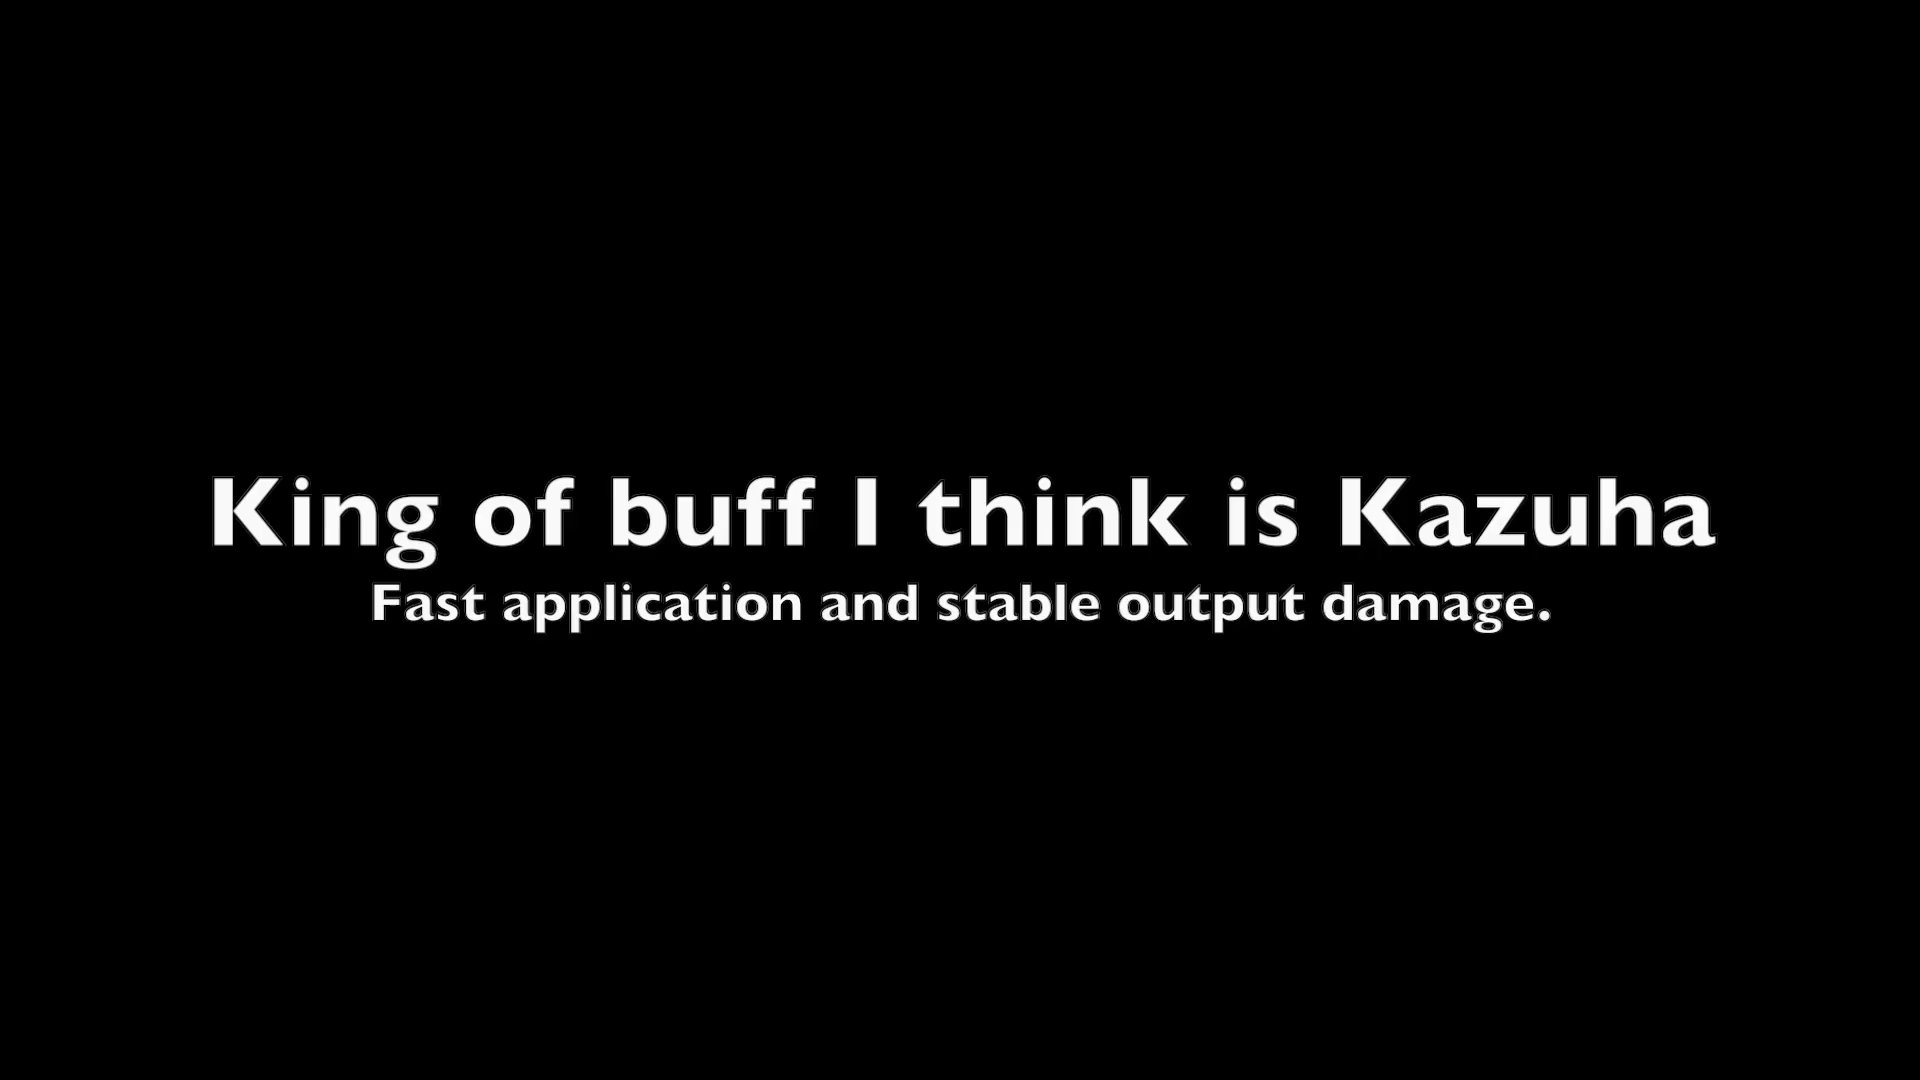 King of buff I think is Kazuha
Fast application and stable output damage.